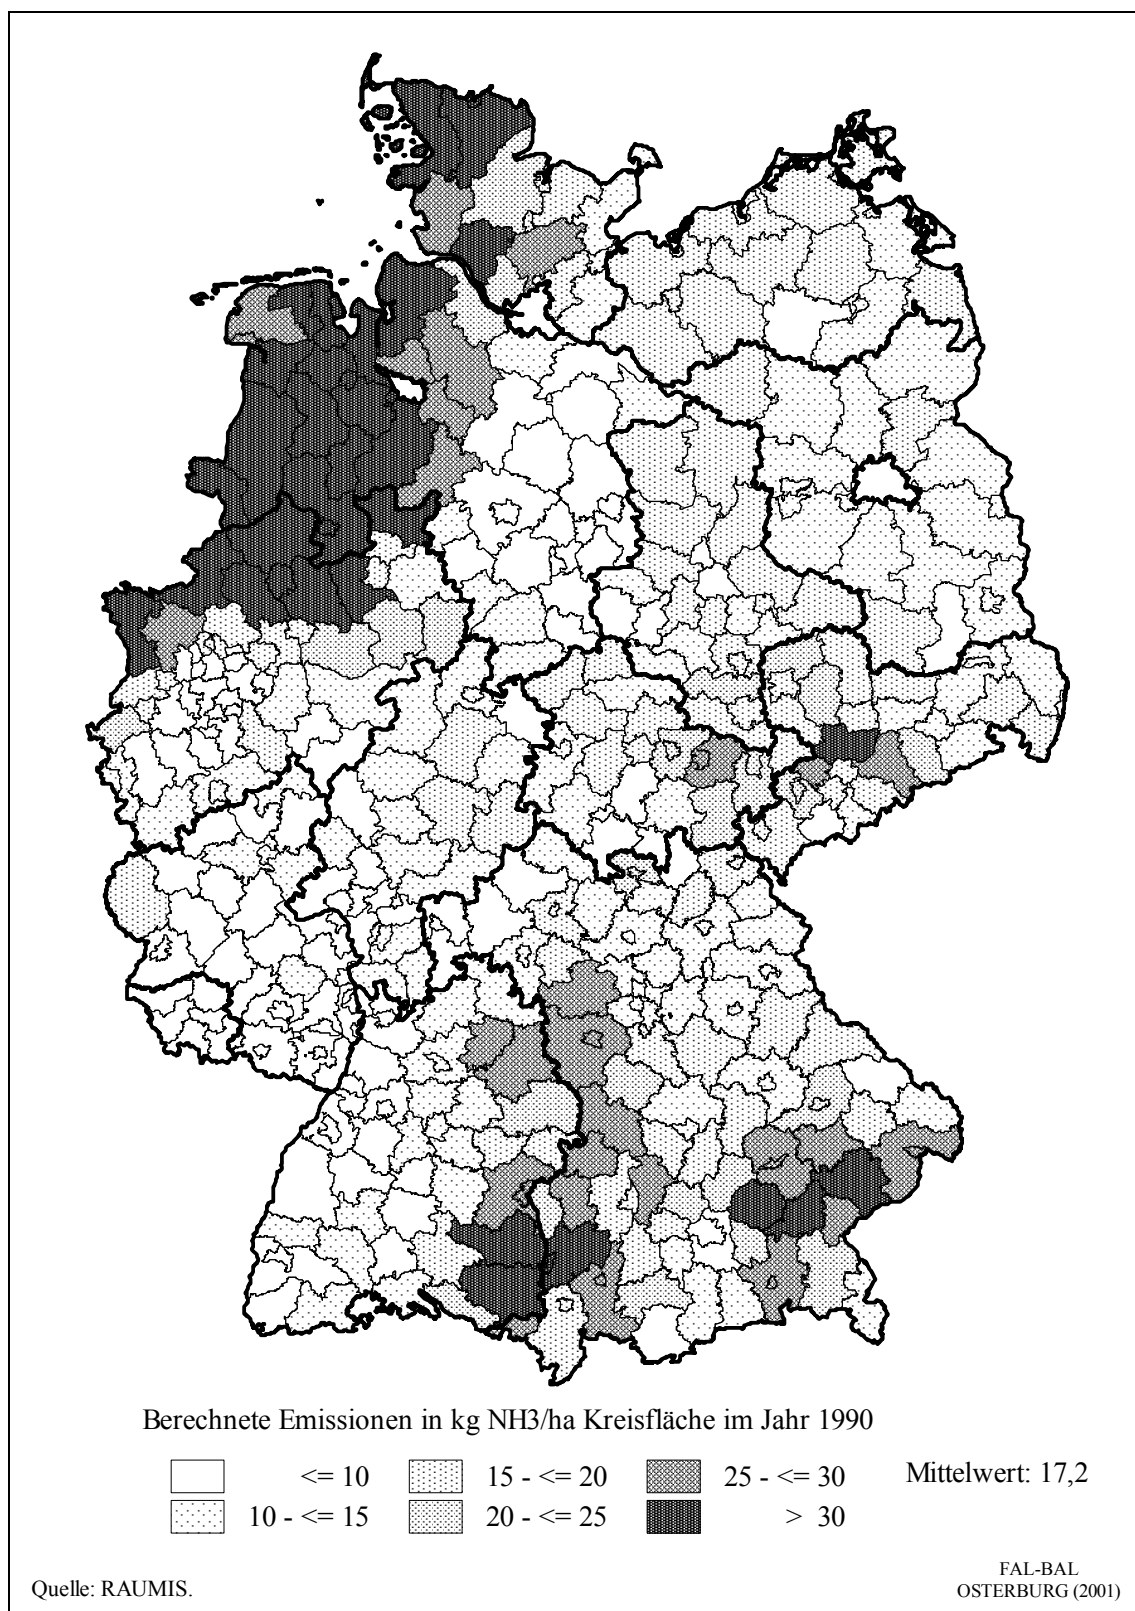 Berechnete Emissionen in kg NH3/ha Kreisfläche im Jahr 1990
<= 10
15 - <= 20
25 - <= 30
Mittelwert: 17,2
10 - <= 15
20 - <= 25
> 30
Quelle: RAUMIS.
FAL-BAL
OSTERBURG (2001)